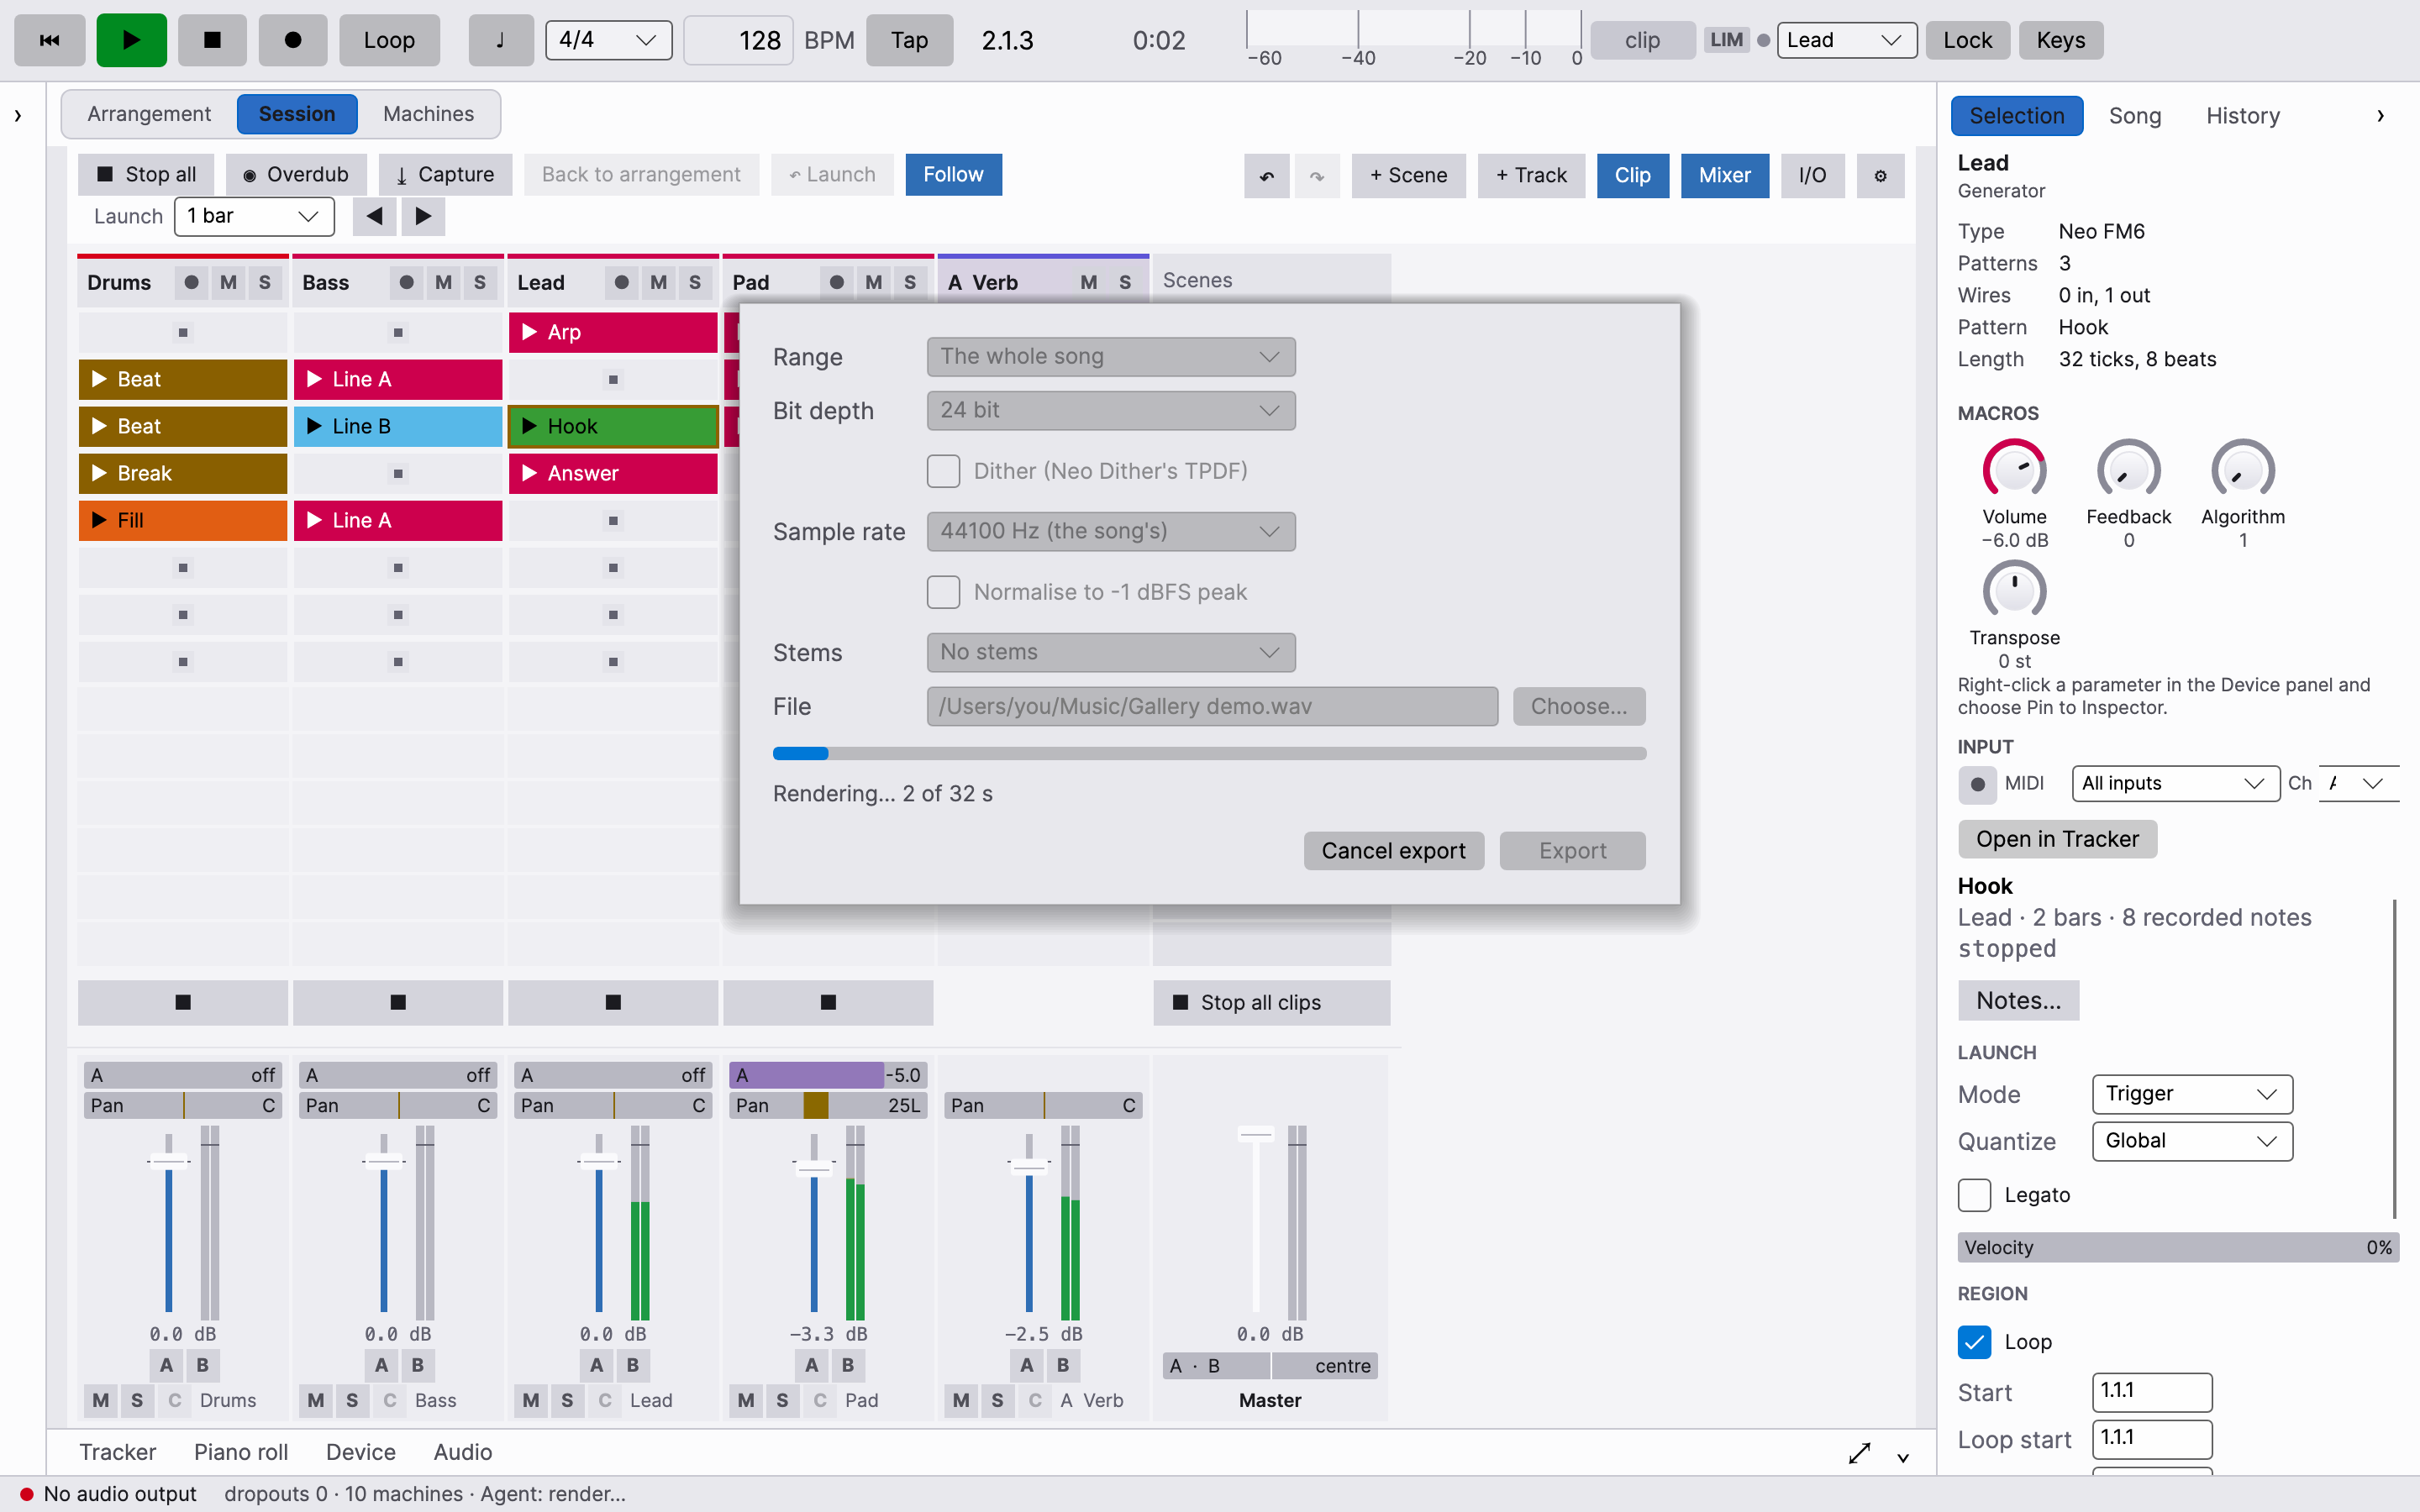 Loop 4/4 128 BPM Tap 2.1.3 0:02 −60 −40 −20 −10 0 clip LIM Lead Lock Keys
Arrangement Session Machines
Stop all Overdub Capture Back to arrangement Launch Follow + Scene + Track Clip Mixer I/O
Launch 1 bar
Drums M S Bass M S Lead M S Pad M S A Verb M S Scenes
Arp
Beat Line A
Beat Line B Hook
Break Answer
Fill Line A
Range The whole song
Bit depth 24 bit
Dither (Neo Dither's TPDF)
Sample rate 44100 Hz (the song's)
Normalise to -1 dBFS peak
Stems No stems
File /Users/you/Music/Gallery demo.wav Choose...
Rendering... 2 of 32 s
Cancel export Export
Stop all clips
A off A off A off A -5.0
Pan C Pan C Pan C Pan 25L Pan C
0.0 dB 0.0 dB 0.0 dB −3.3 dB −2.5 dB 0.0 dB
A B A B A B A B A B A · B centre
M S C Drums M S C Bass M S C Lead M S C Pad M S C A Verb Master
Tracker Piano roll Device Audio
No audio output dropouts 0 · 10 machines · Agent: render...
Selection Song History
Lead
Generator
Type Neo FM6
Patterns 3
Wires 0 in, 1 out
Pattern Hook
Length 32 ticks, 8 beats
MACROS
Volume Feedback Algorithm
−6.0 dB 0 1
Transpose
0 st
Right-click a parameter in the Device panel and
choose Pin to Inspector.
INPUT
MIDI All inputs Ch
Open in Tracker
Hook
Lead · 2 bars · 8 recorded notes
stopped
Notes...
LAUNCH
Mode Trigger
Quantize Global
Legato
Velocity 0%
REGION
Loop
Start 1.1.1
Loop start 1.1.1